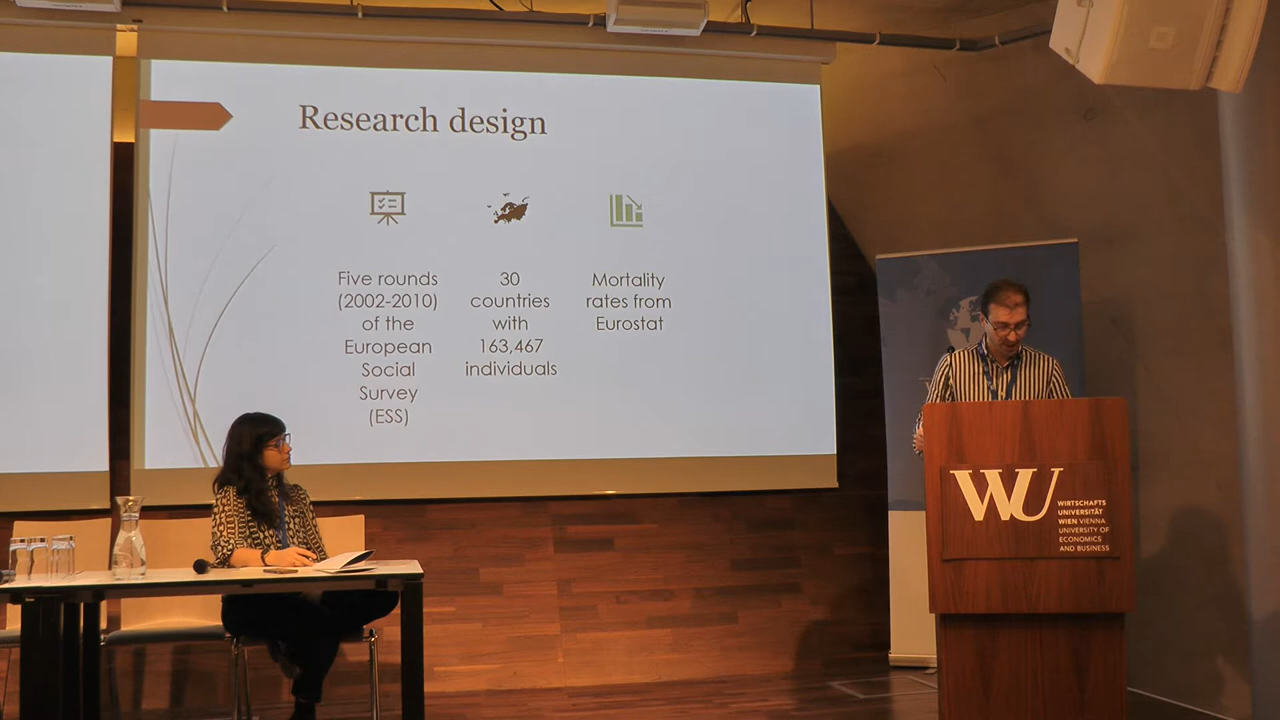 Research design
Five rounds
(2002-2010)
of the
European
Social
Survey
(ESS)
30
countries
with
163,467
individuals
Mortality
rates from
Eurostat
WU
WIRTSCHAFTS
UNIVERSITÄT
WIEN VIENNA
UNIVERSITY OF
ECONOMICS
AND BUSINESS